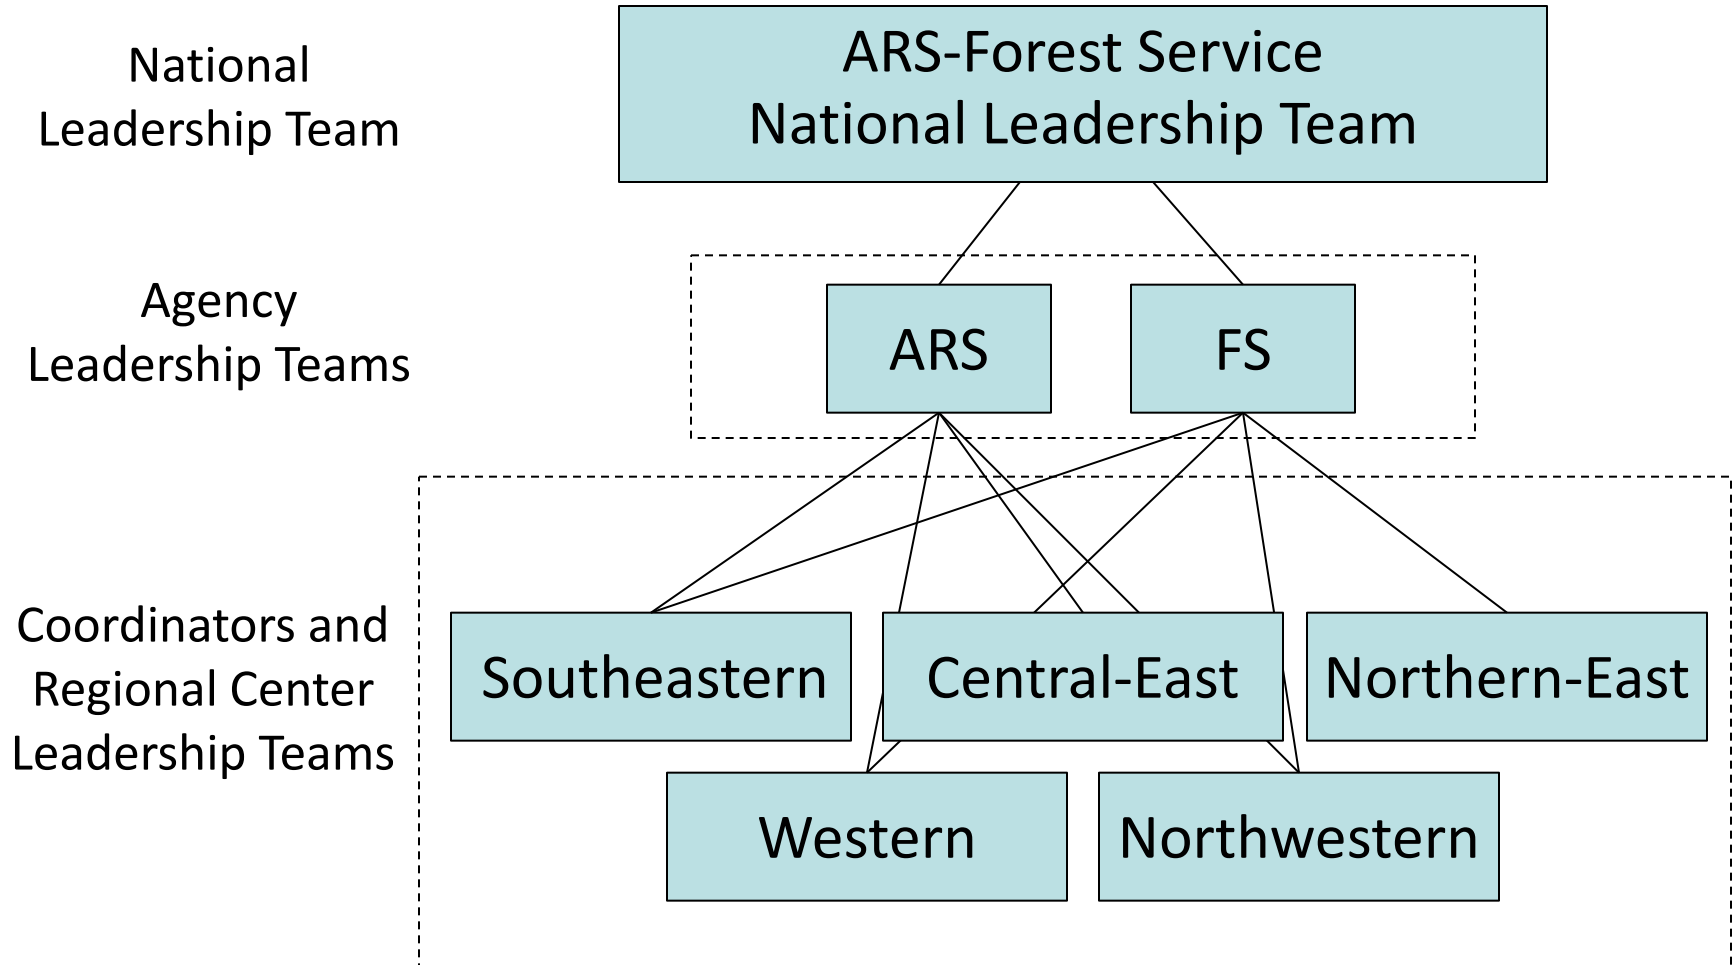 National
Leadership Team
ARS-Forest Service
National Leadership Team
Agency
Leadership Teams
ARS
FS
Coordinators and
Regional Center
Leadership Teams
Southeastern
Central-East
Northern-East
Western
Northwestern